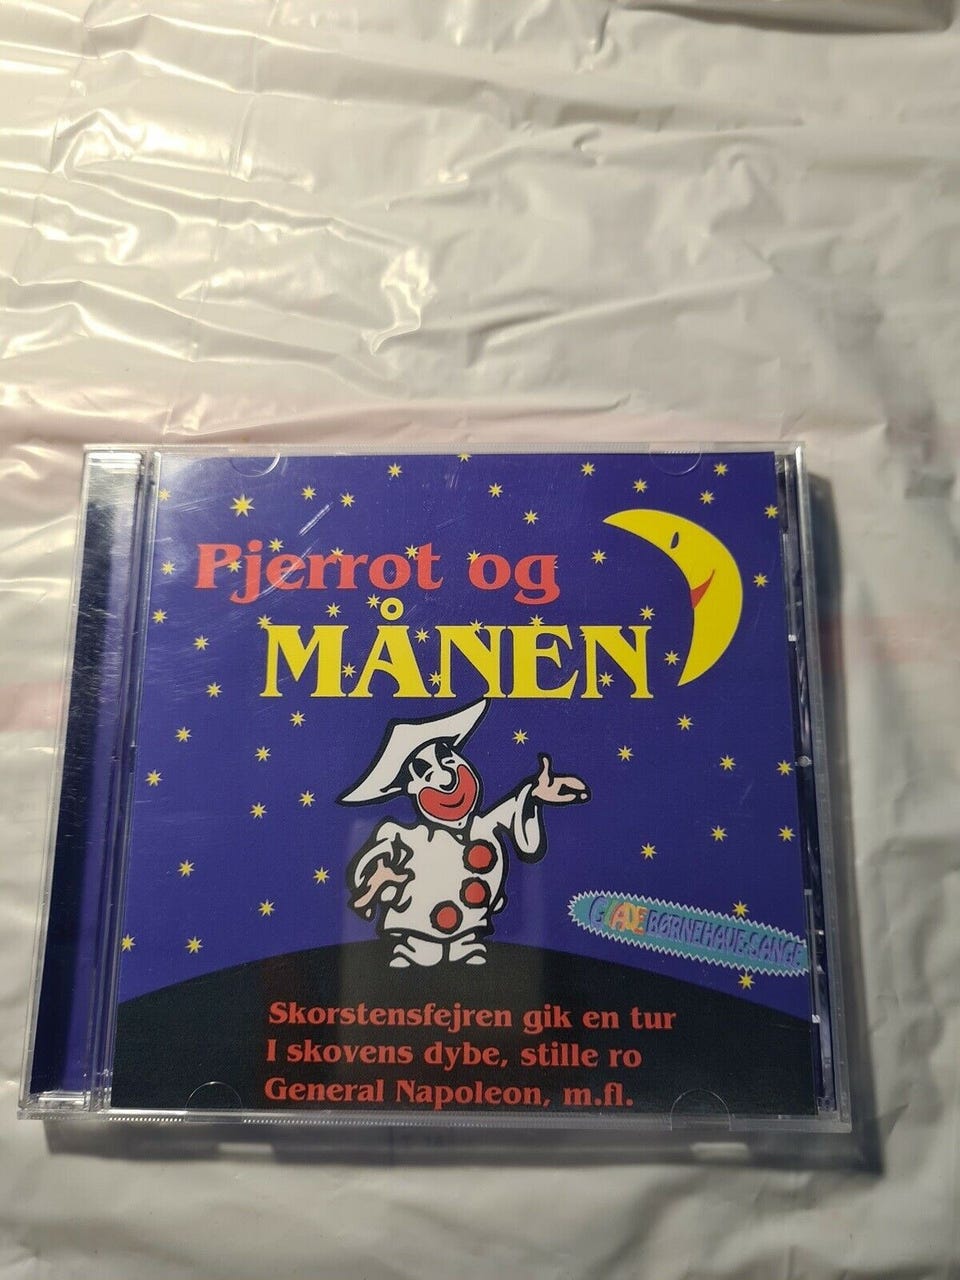 Pjerrot og
MÅNEN
GLADE BØRNEHAVE-SANGE
Skorstensfejren gik en tur
I skovens dybe, stille ro
General Napoleon, m.fl.